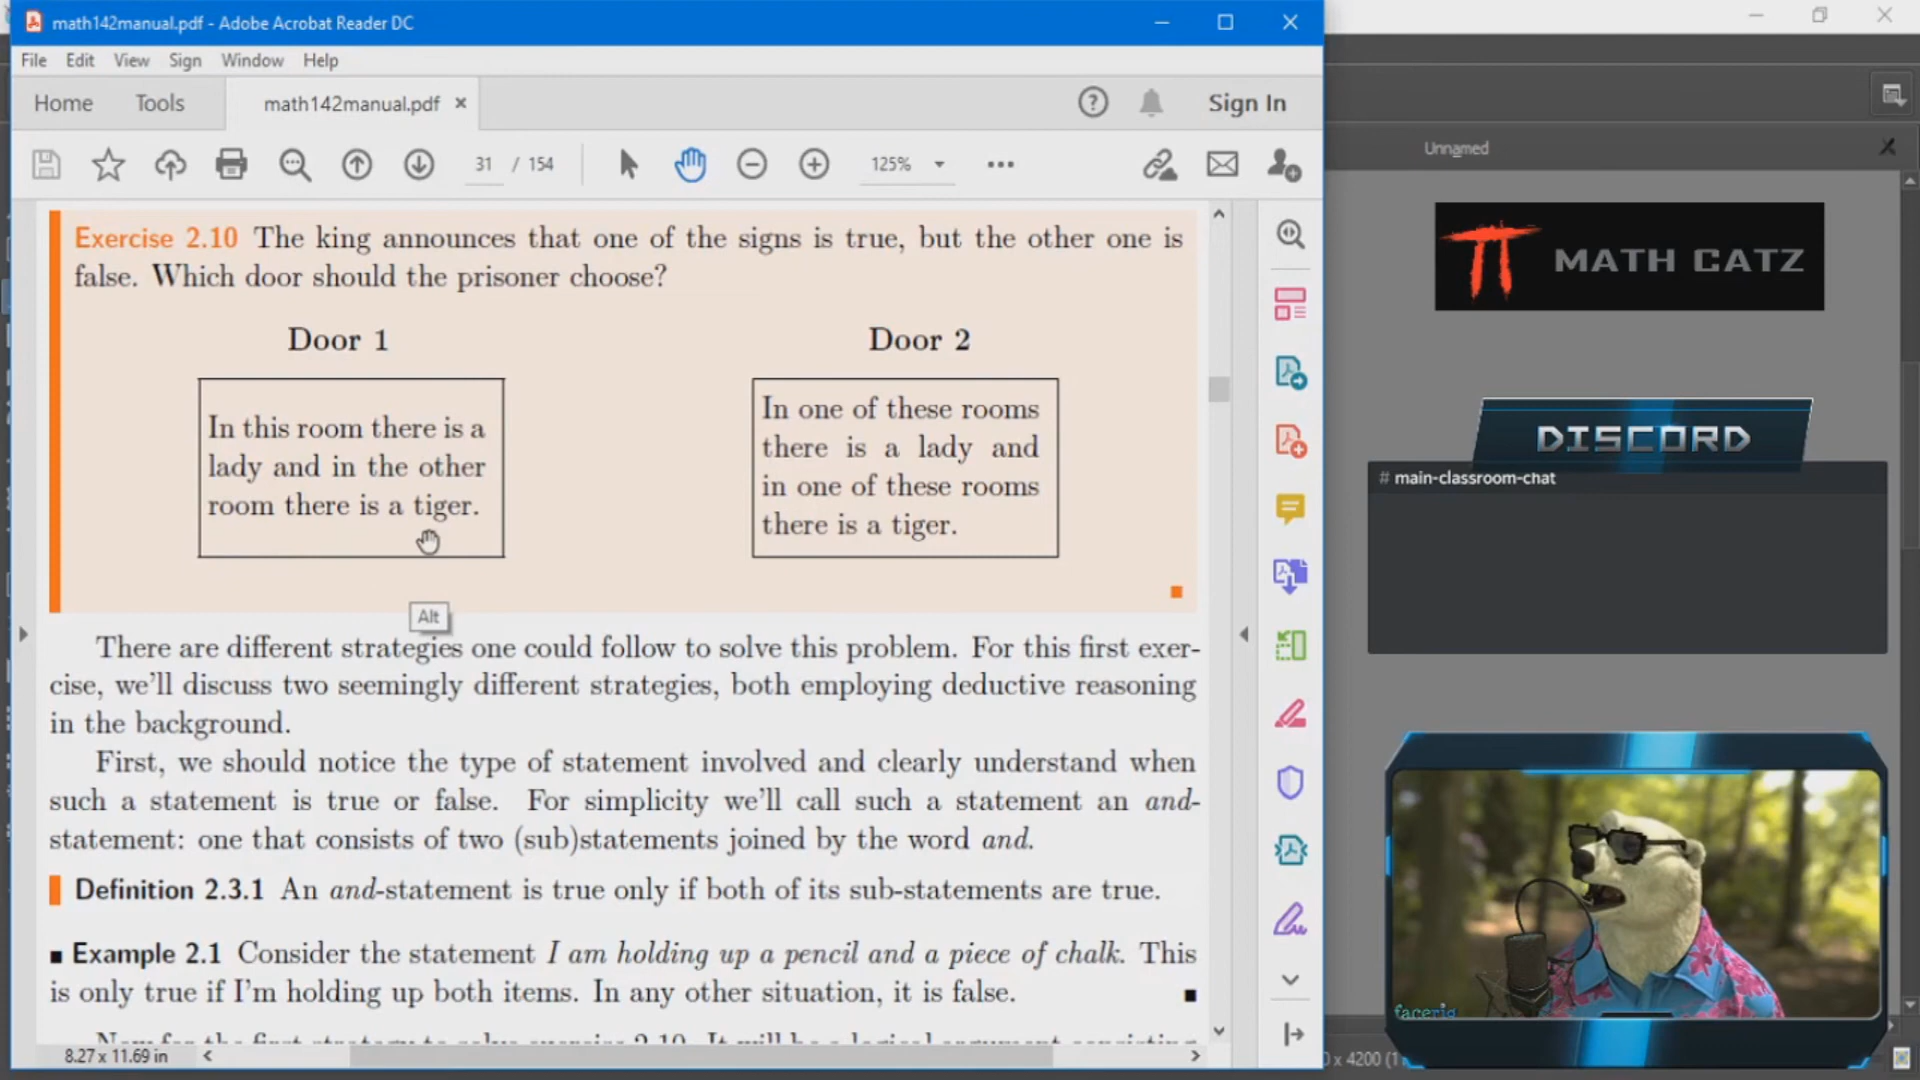 math142manual.pdf - Adobe Acrobat Reader DC
File Edit View Sign Window Help
Home Tools math142manual.pdf × Sign In
31 / 154 125%
Exercise 2.10 The king announces that one of the signs is true, but the other one is
false. Which door should the prisoner choose?
Door 1
In this room there is a
lady and in the other
room there is a tiger.
Door 2
In one of these rooms
there is a lady and
in one of these rooms
there is a tiger.
Alt
There are different strategies one could follow to solve this problem. For this first exer-
cise, we'll discuss two seemingly different strategies, both employing deductive reasoning
in the background.
First, we should notice the type of statement involved and clearly understand when
such a statement is true or false. For simplicity we'll call such a statement an and-
statement: one that consists of two (sub)statements joined by the word and.
Definition 2.3.1 An and-statement is true only if both of its sub-statements are true.
Example 2.1 Consider the statement I am holding up a pencil and a piece of chalk. This
is only true if I'm holding up both items. In any other situation, it is false.
8.27 x 11.69 in
Unnamed
π MATH CATZ
DISCORD
# main-classroom-chat
facerig
x 4200 (1